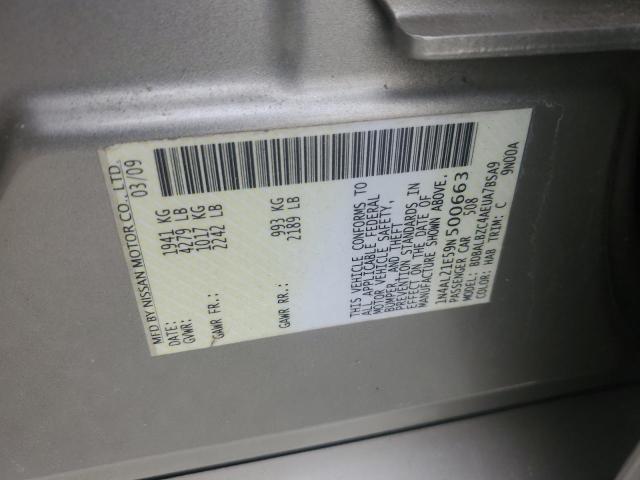 MFD BY NISSAN MOTOR CO., LTD.
DATE: 03/09
GVWR: 1941 KG
4279 LB
GAWR FR.: 1017 KG
2242 LB
GAWR RR.: 993 KG
2189 LB
THIS VEHICLE CONFORMS TO
ALL APPLICABLE FEDERAL
MOTOR VEHICLE SAFETY,
BUMPER, AND THEFT
PREVENTION STANDARDS IN
EFFECT ON THE DATE OF
MANUFACTURE SHOWN ABOVE.
1N4AL21E59N500663
PASSENGER CAR 508
MODEL: BDBALBZC4AEUA7BSA9
COLOR: HAB TRIM: C 9N00A